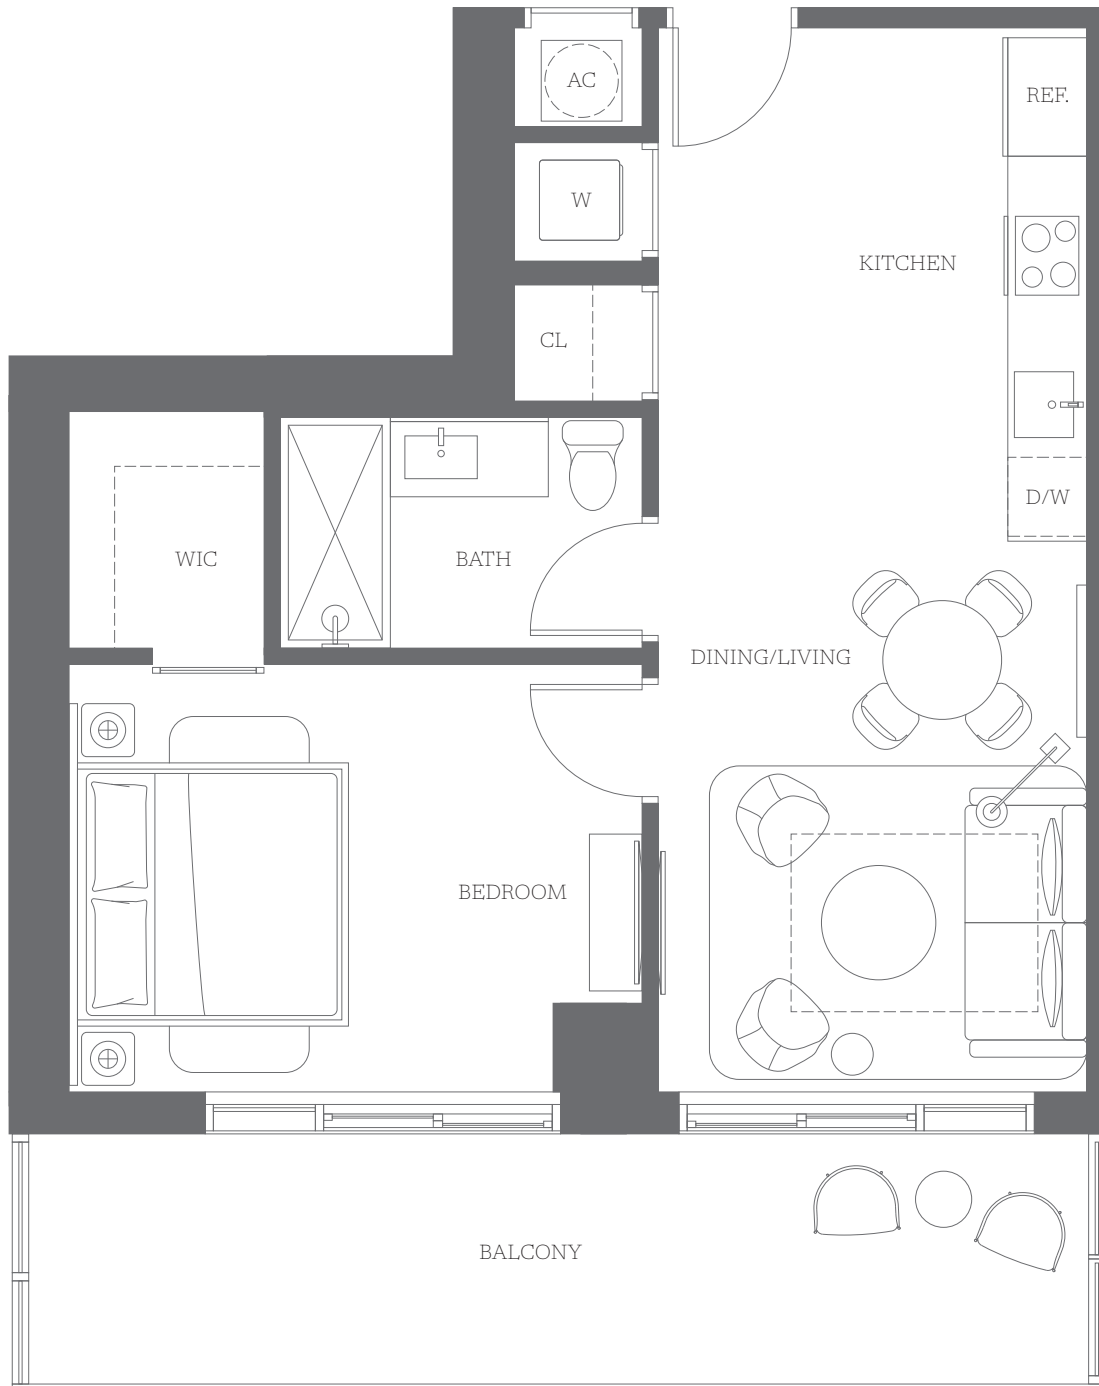 AC
REF.
W
KITCHEN
CL
D/W
WIC
BATH
DINING/LIVING
BEDROOM
BALCONY